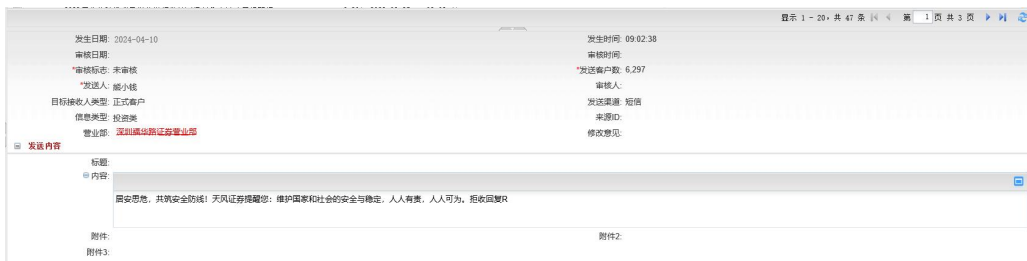 显示 1 - 20，共 47 条 第 1 页 共 3 页
发生日期: 2024-04-10 发生时间: 09:02:38
审核日期: 审核时间:
*审核标志: 未审核 *发送客户数: 6,297
*发送人: 熊小钱 审核人:
目标接收人类型: 正式客户 发送渠道: 短信
信息类型: 投资类 来源ID:
营业部: 深圳福华路证券营业部 修改意见:
发送内容
标题:
内容:
居安思危，共筑安全防线！天风证券提醒您：维护国家和社会的安全与稳定，人人有责，人人可为。拒收回复R
附件: 附件2:
附件3: